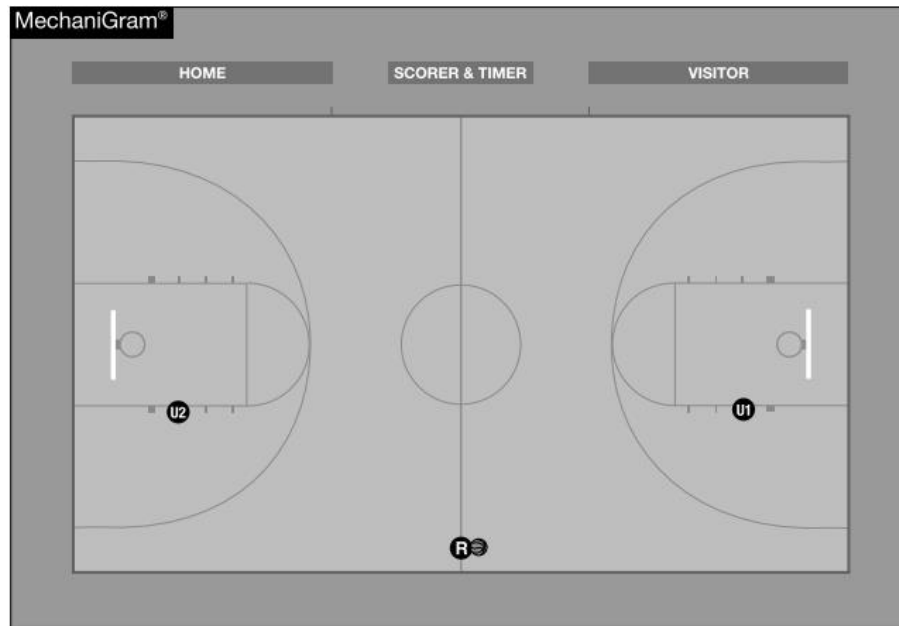 MechaniGram®
HOME
SCORER & TIMER
VISITOR
U2
U1
R